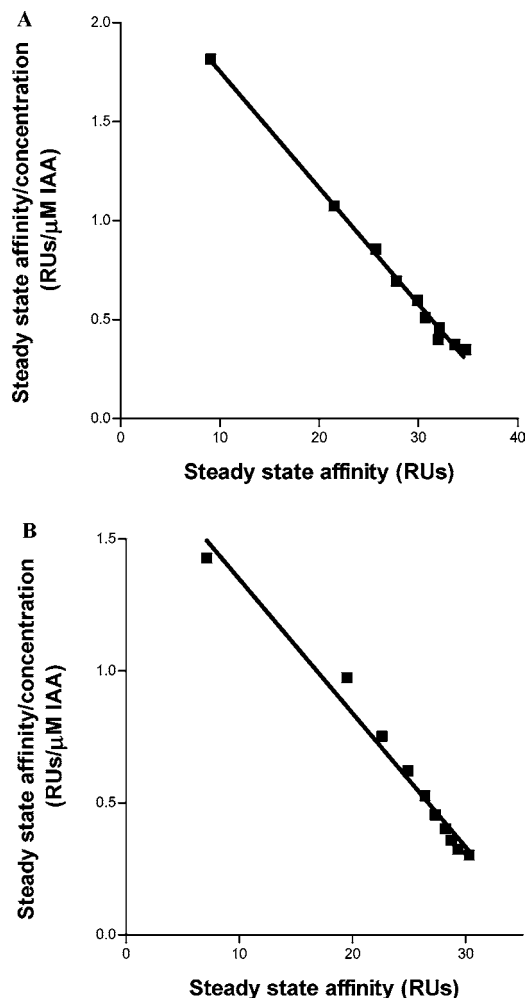 A
Steady state affinity/concentration
(RUs/μM IAA)
2.0
1.5
1.0
0.5
0.0
0
10
20
30
40
Steady state affinity (RUs)
B
Steady state affinity/concentration
(RUs/μM IAA)
1.5
1.0
0.5
0.0
0
10
20
30
Steady state affinity (RUs)